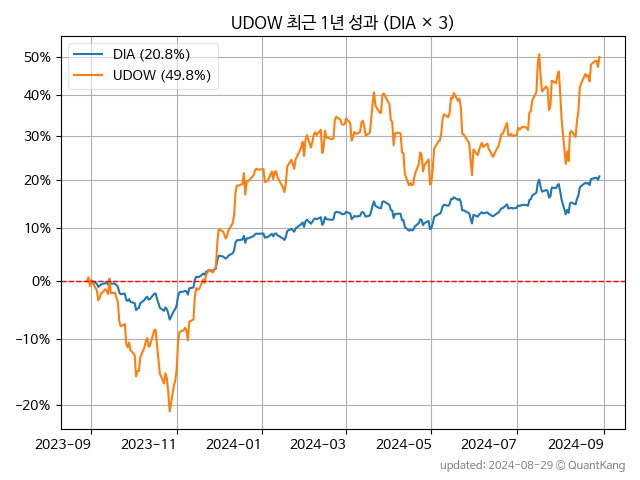 UDOW 최근 1년 성과 (DIA × 3)
DIA (20.8%)
UDOW (49.8%)
50%
40%
30%
20%
10%
0%
−10%
−20%
2023-09 2023-11 2024-01 2024-03 2024-05 2024-07 2024-09
updated: 2024-08-29 © QuantKang